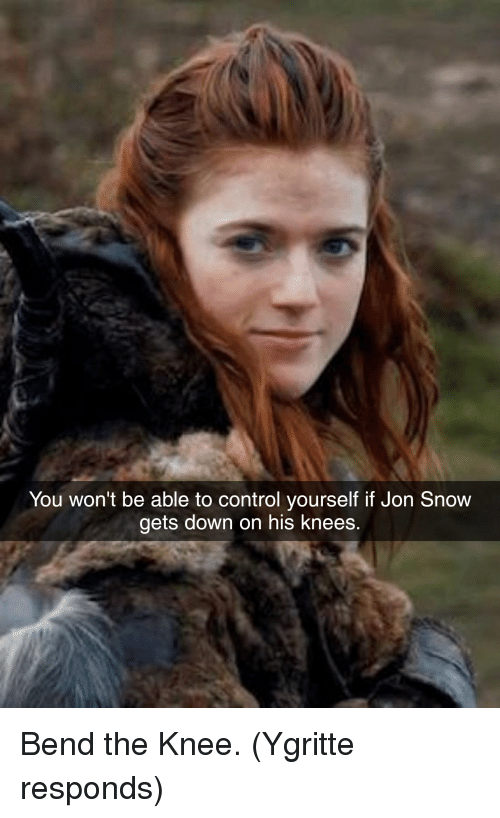 You won't be able to control yourself if Jon Snow
gets down on his knees.
Bend the Knee. (Ygritte
responds)